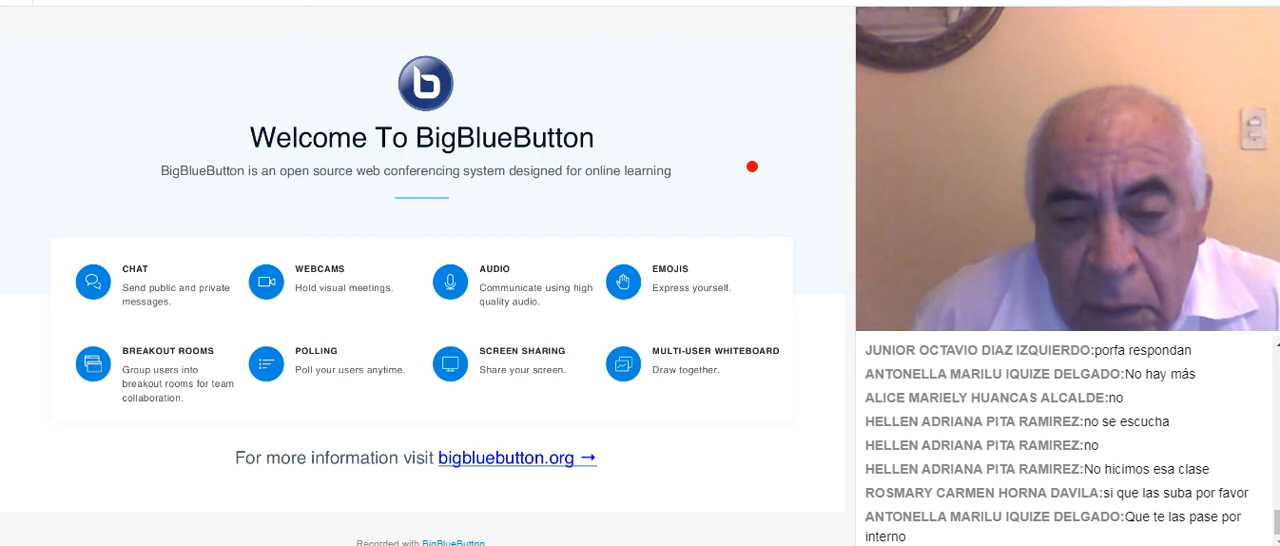 Welcome To BigBlueButton
BigBlueButton is an open source web conferencing system designed for online learning
CHAT
Send public and private
messages.
WEBCAMS
Hold visual meetings.
AUDIO
Communicate using high
quality audio.
EMOJIS
Express yourself.
BREAKOUT ROOMS
Group users into
breakout rooms for team
collaboration.
POLLING
Poll your users anytime.
SCREEN SHARING
Share your screen.
MULTI-USER WHITEBOARD
Draw together.
For more information visit bigbluebutton.org →
Recorded with BigBlueButton
JUNIOR OCTAVIO DIAZ IZQUIERDO:porfa respondan
ANTONELLA MARILU IQUIZE DELGADO:No hay más
ALICE MARIELY HUANCAS ALCALDE:no
HELLEN ADRIANA PITA RAMIREZ:no se escucha
HELLEN ADRIANA PITA RAMIREZ:no
HELLEN ADRIANA PITA RAMIREZ:No hicimos esa clase
ROSMARY CARMEN HORNA DAVILA:si que las suba por favor
ANTONELLA MARILU IQUIZE DELGADO:Que te las pase por
interno